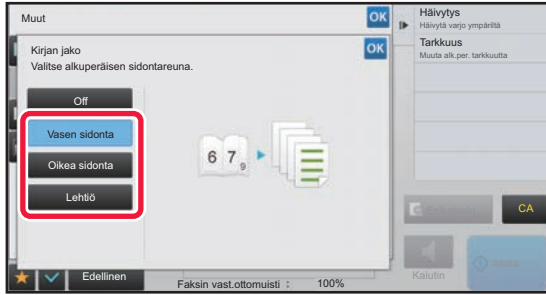 Muut
OK
Kirjan jako
OK
Valitse alkuperäisen sidontareuna.
Off
Vasen sidonta
Oikea sidonta
Lehtiö
6 7 9
Edellinen
Faksin vast.ottomuisti : 100%
Häivytys
Häivytä varjo ympäriltä
Tarkkuus
Muuta alk.per. tarkkuutta
CA
Kaiutin